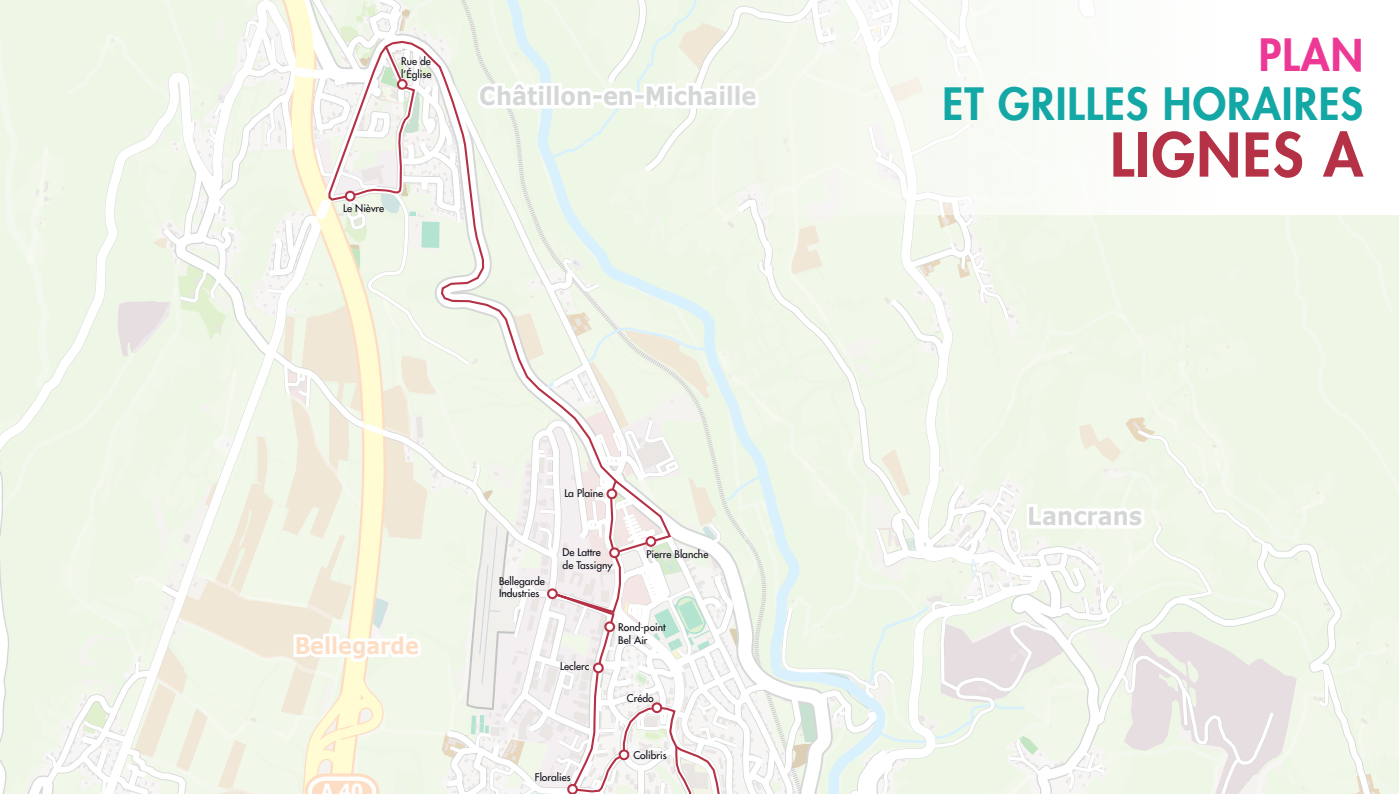 PLAN
ET GRILLES HORAIRES
LIGNES A
Rue de
l'Église
Châtillon-en-Michaille
Le Nièvre
La Plaine
Lancrans
De Lattre
de Tassigny
Pierre Blanche
Bellegarde
Industries
Rond-point
Bel Air
Bellegarde
Leclerc
Crédo
Colibris
Floralies
A 40